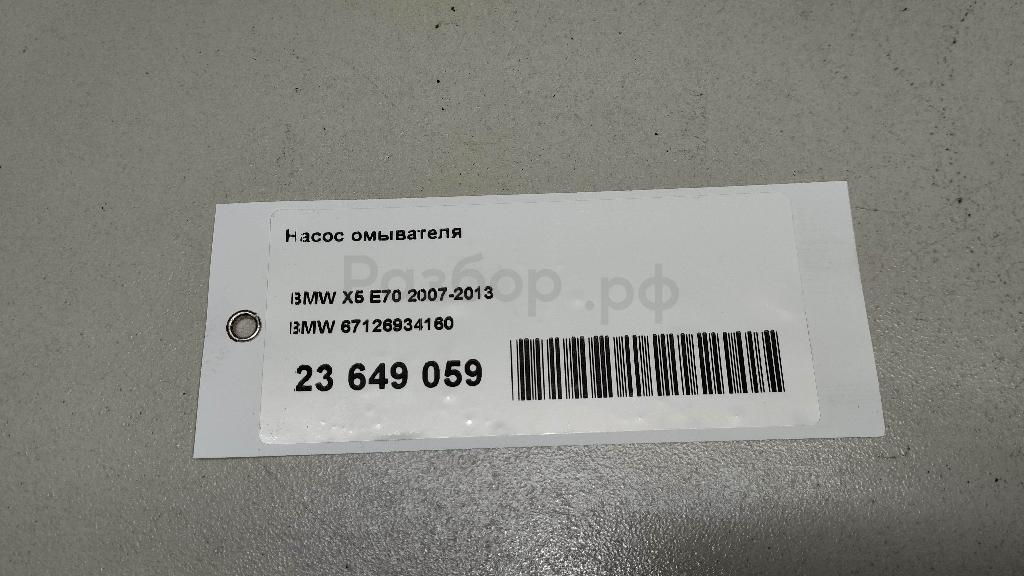 Насос омывателя
Разбор.рф
BMW X5 E70 2007-2013
BMW 67126934160
23 649 059